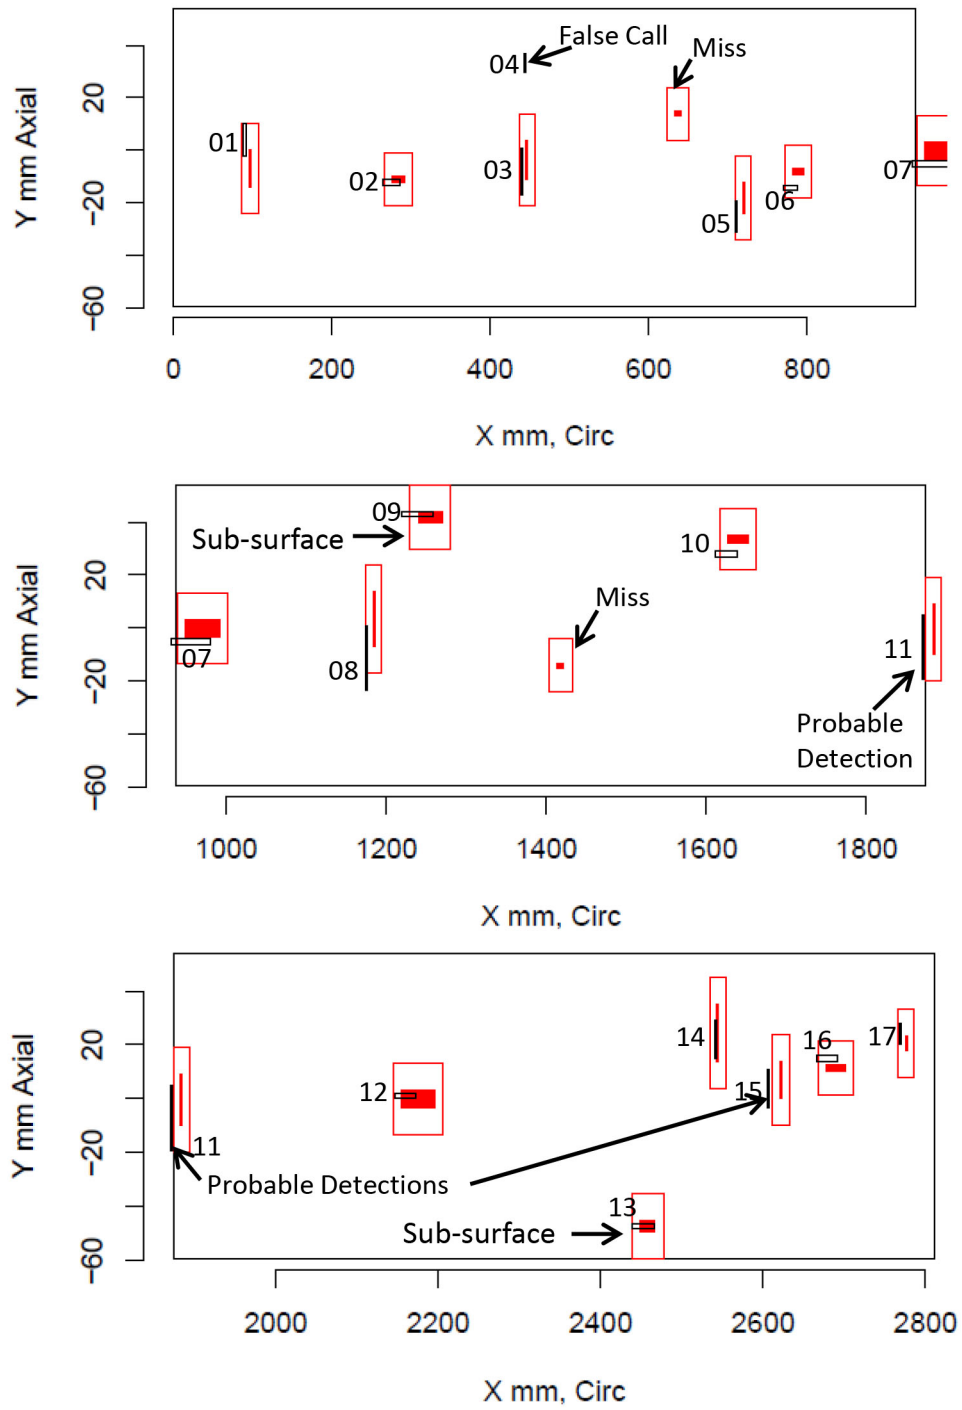 False Call
Miss
04
20
01
03
02
07
−20
06
05
−60
Y mm Axial
0 200 400 600 800
X mm, Circ
09
Sub-surface
10
20
Miss
07
08
11
−20
Probable
Detection
−60
Y mm Axial
1000 1200 1400 1600 1800
X mm, Circ
14
16
17
20
12
15
11
−20
Probable Detections
13
Sub-surface
−60
Y mm Axial
2000 2200 2400 2600 2800
X mm, Circ